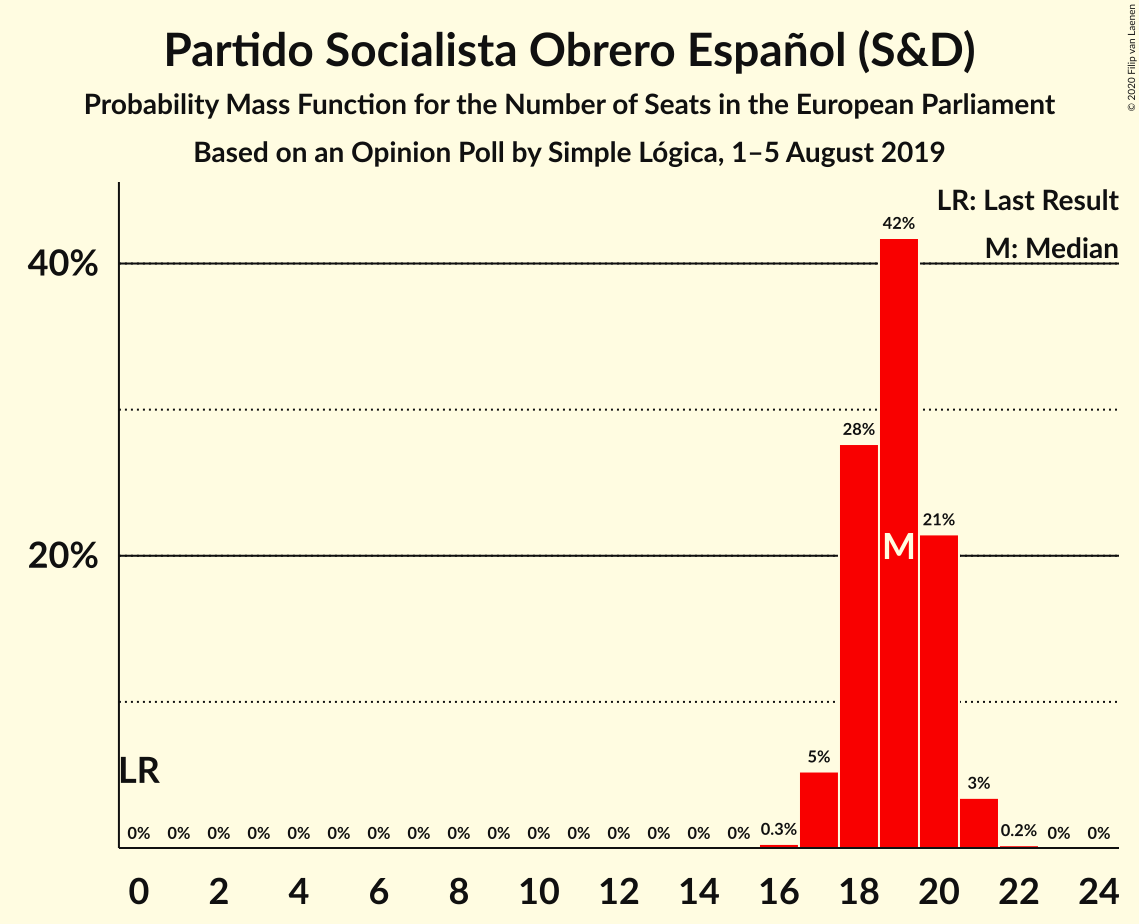 Partido Socialista Obrero Español (S&D)
Probability Mass Function for the Number of Seats in the European Parliament
Based on an Opinion Poll by Simple Lógica, 1–5 August 2019
© 2020 Filip van Laenen
LR: Last Result
M: Median
42%
40%
28%
21%
20%
M
LR
5%
3%
0% 0% 0% 0% 0% 0% 0% 0% 0% 0% 0% 0% 0% 0% 0% 0% 0.3% 0.2% 0% 0%
0 2 4 6 8 10 12 14 16 18 20 22 24